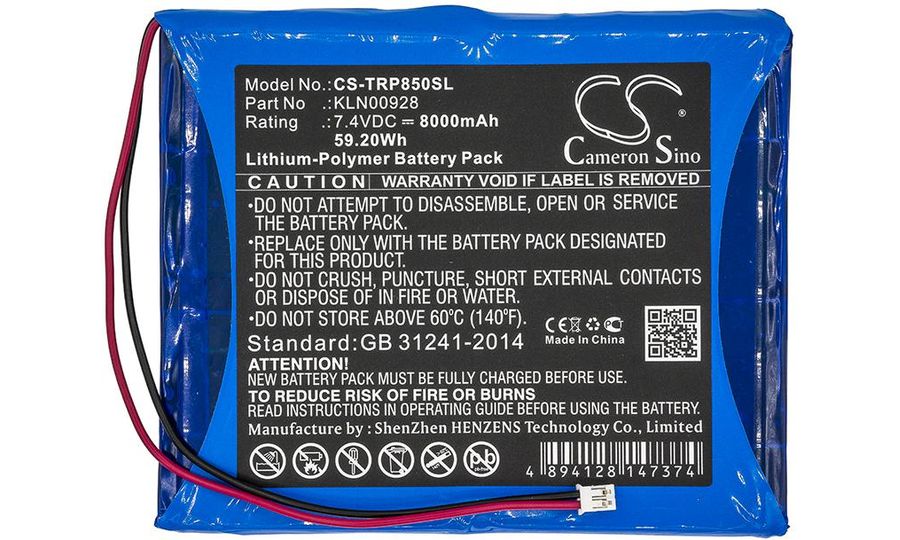 Model No.:CS-TRP850SL
Part No :KLN00928
Rating :7.4VDC ⎓ 8000mAh
59.20Wh
Lithium-Polymer Battery Pack
CS
Cameron Sino
CAUTION WARRANTY VOID IF LABEL IS REMOVED
•DO NOT ATTEMPT TO DISASSEMBLE, OPEN OR SERVICE
THE BATTERY PACK.
•REPLACE ONLY WITH THE BATTERY PACK DESIGNATED
FOR THIS PRODUCT.
•DO NOT CRUSH, PUNCTURE, SHORT EXTERNAL CONTACTS
OR DISPOSE OF IN FIRE OR WATER.
•DO NOT STORE ABOVE 60°C (140°F).
Standard:GB 31241-2014
CE
Made In China
ATTENTION!
NEW BATTERY PACK MUST BE FULLY CHARGED BEFORE USE.
TO REDUCE RISK OF FIRE OR BURNS
READ INSTRUCTIONS IN OPERATING GUIDE BEFORE USING BATTERY.
Manufacturing by : ShenZhen HENZENS Technology Co., Limited
pb
4 894128 147374